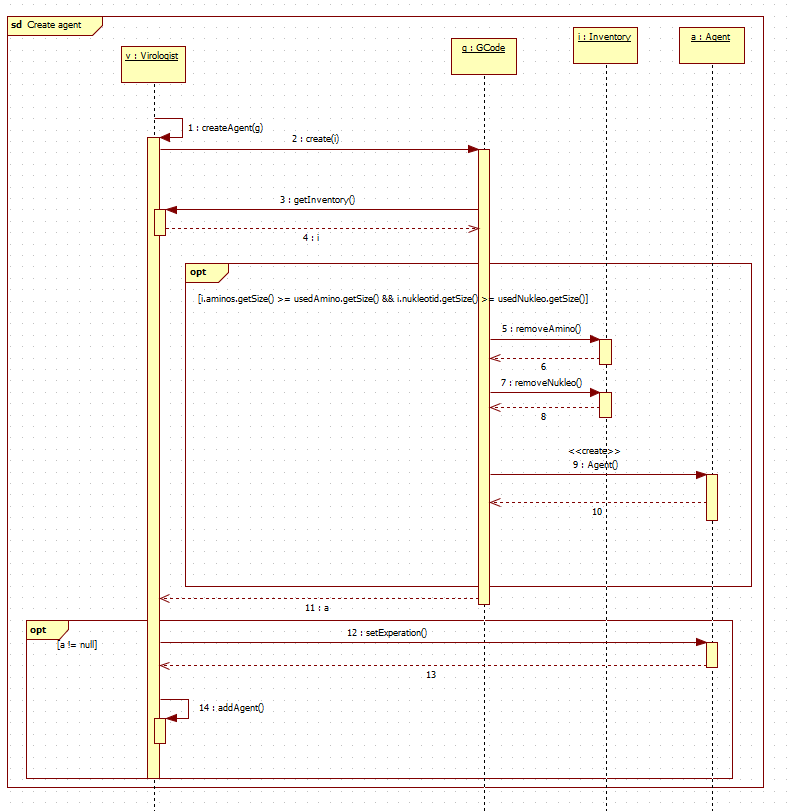 sd Create agent
v : Virologist
g : GCode
i : Inventory
a : Agent
1 : createAgent(g)
2 : create(i)
3 : getInventory()
4 : i
opt
[i.aminos.getSize() >= usedAmino.getSize() && i.nukleotid.getSize() >= usedNukleo.getSize()]
5 : removeAmino()
6
7 : removeNukleo()
8
<<create>>
9 : Agent()
10
11 : a
opt
[a != null]
12 : setExperation()
13
14 : addAgent()